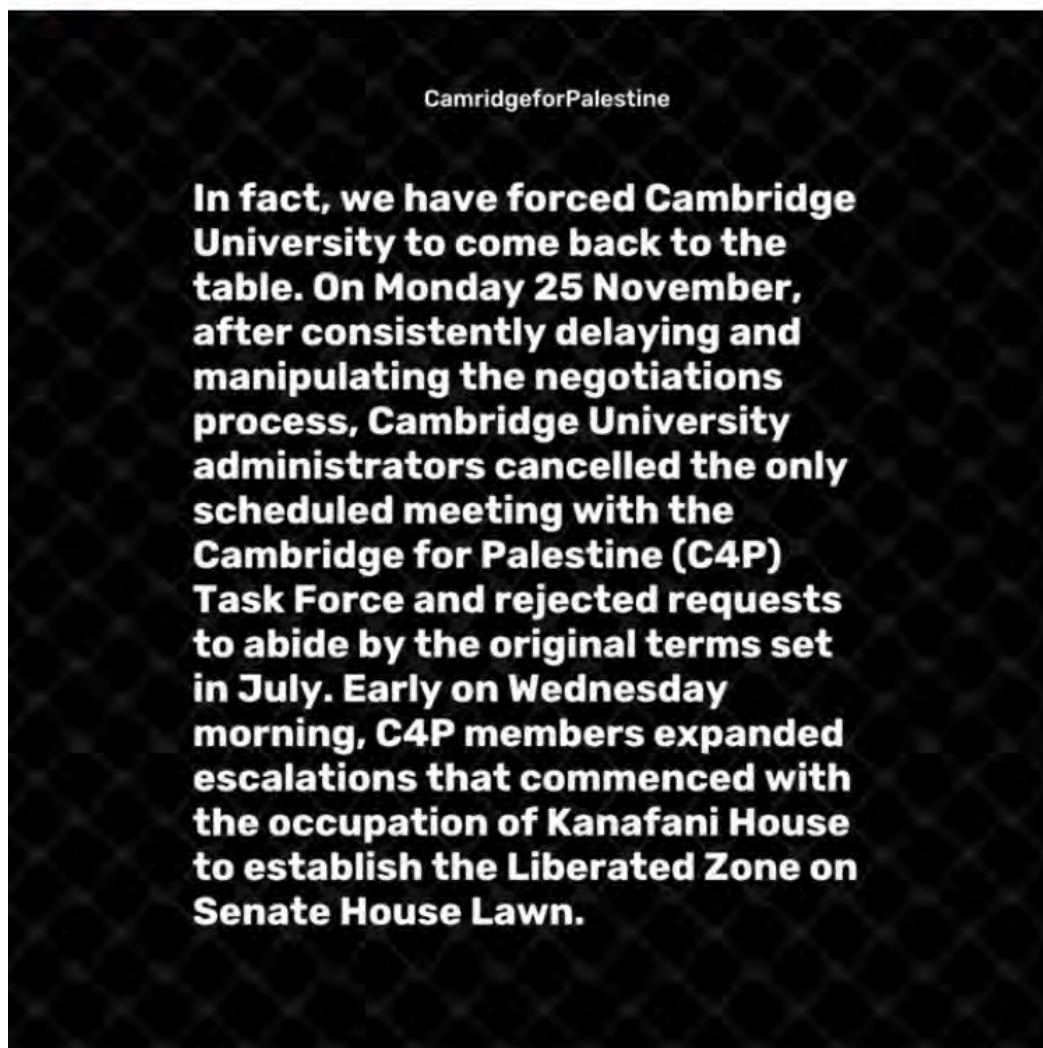 CamridgeforPalestine
In fact, we have forced Cambridge
University to come back to the
table. On Monday 25 November,
after consistently delaying and
manipulating the negotiations
process, Cambridge University
administrators cancelled the only
scheduled meeting with the
Cambridge for Palestine (C4P)
Task Force and rejected requests
to abide by the original terms set
in July. Early on Wednesday
morning, C4P members expanded
escalations that commenced with
the occupation of Kanafani House
to establish the Liberated Zone on
Senate House Lawn.